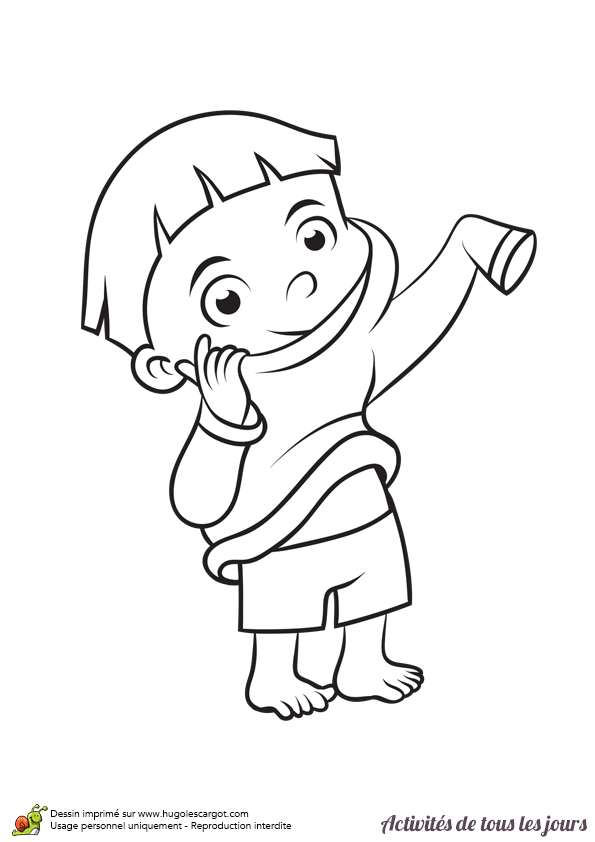 Dessin imprimé sur www.hugolescargot.com
Usage personnel uniquement - Reproduction interdite
Activités de tous les jours